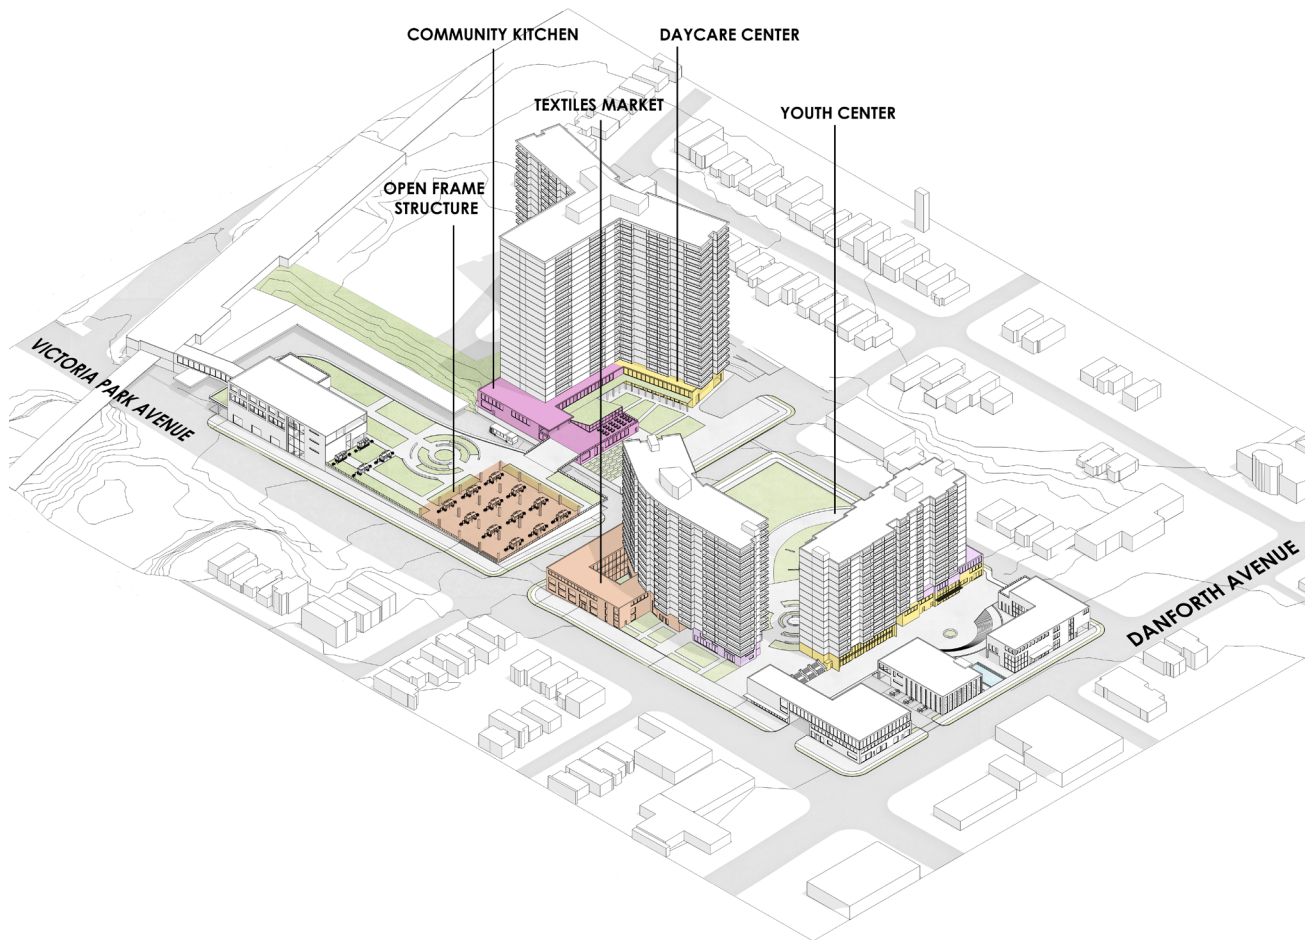 COMMUNITY KITCHEN
DAYCARE CENTER
TEXTILES MARKET
YOUTH CENTER
OPEN FRAME
STRUCTURE
VICTORIA PARK AVENUE
DANFORTH AVENUE